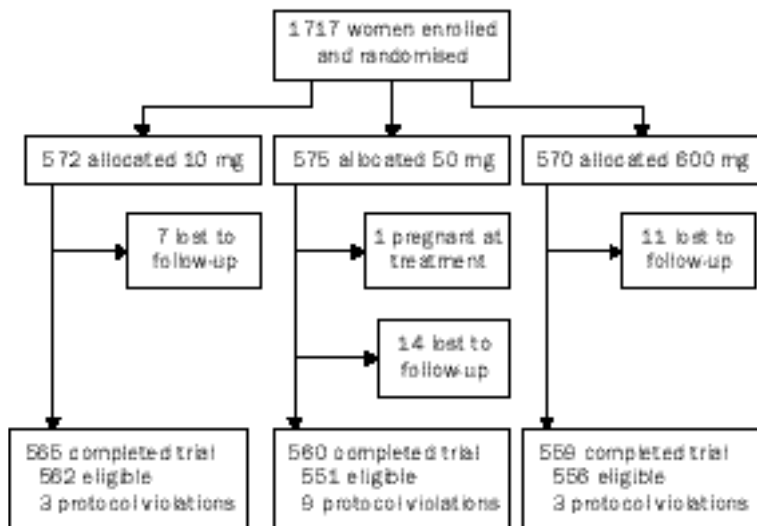 1717 women enrolled
and randomised
572 allocated 10 mg
575 allocated 50 mg
570 allocated 600 mg
7 lost to
follow-up
1 pregnant at
treatment
11 lost to
follow-up
14 lost to
follow-up
565 completed trial
562 eligible
3 protocol violations
560 completed trial
551 eligible
9 protocol violations
559 completed trial
556 eligible
3 protocol violations